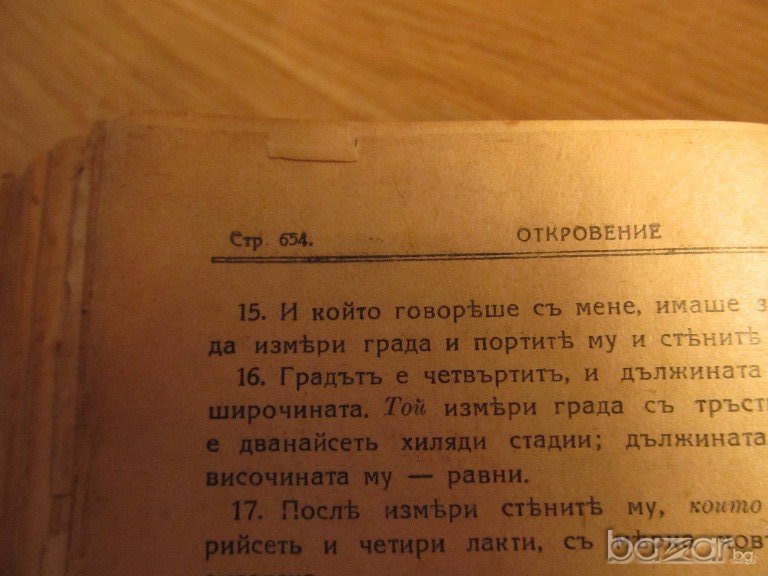 Стр. 654.
ОТКРОВЕНИЕ
15. И който говорѣше съ мене, имаше
да измѣри града и портитѣ му и стѣнитѣ
16. Градътъ е четвъртитъ, и дължината
широчината. Той измѣри града съ
е дванайсеть хиляди стадии; дължината
височината му — равни.
17. Послѣ измѣри стѣнитѣ му, които
рийсеть и четири лакти, съ мѣрка
bazar.bg